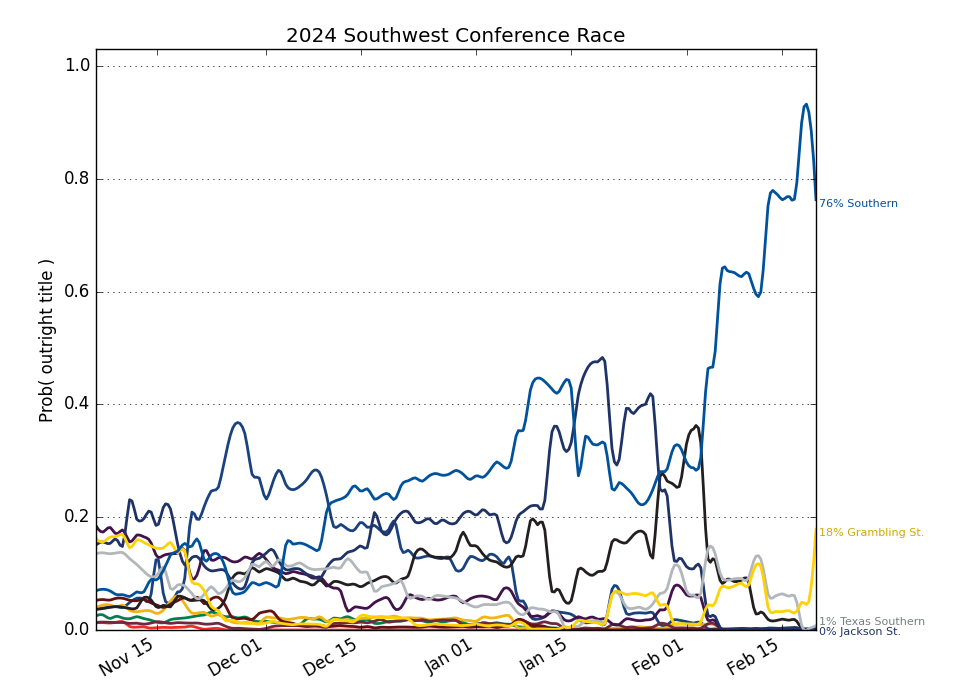 2024 Southwest Conference Race
Prob( outright title )
1.0
0.8
0.6
0.4
0.2
0.0
76% Southern
18% Grambling St.
1% Texas Southern
0% Jackson St.
Nov 15
Dec 01
Dec 15
Jan 01
Jan 15
Feb 01
Feb 15